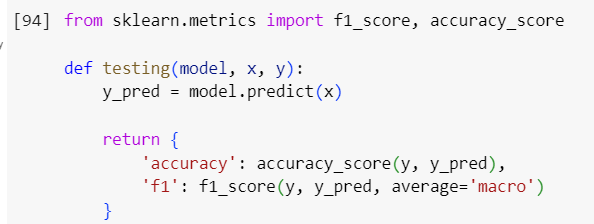 [94] from sklearn.metrics import f1_score, accuracy_score
def testing(model, x, y):
    y_pred = model.predict(x)
    return {
        'accuracy': accuracy_score(y, y_pred),
        'f1': f1_score(y, y_pred, average='macro')
    }